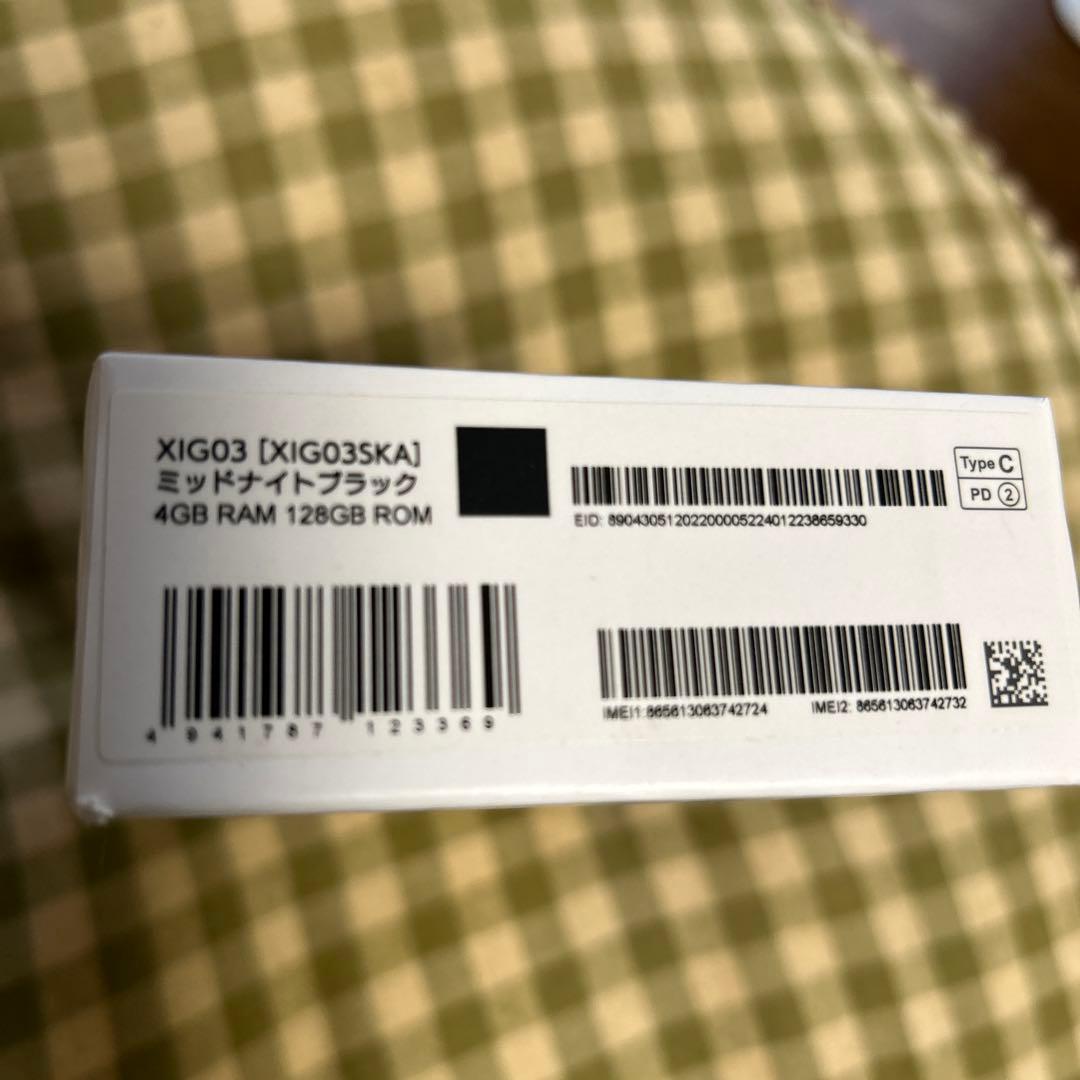 XIG03 [XIG03SKA]
ミッドナイトブラック
4GB RAM 128GB ROM
EID: 89043051202200005224012238659330
Type C
PD 2
4 941787 123369
IMEI1:865613063742724
IMEI2: 865613063742732